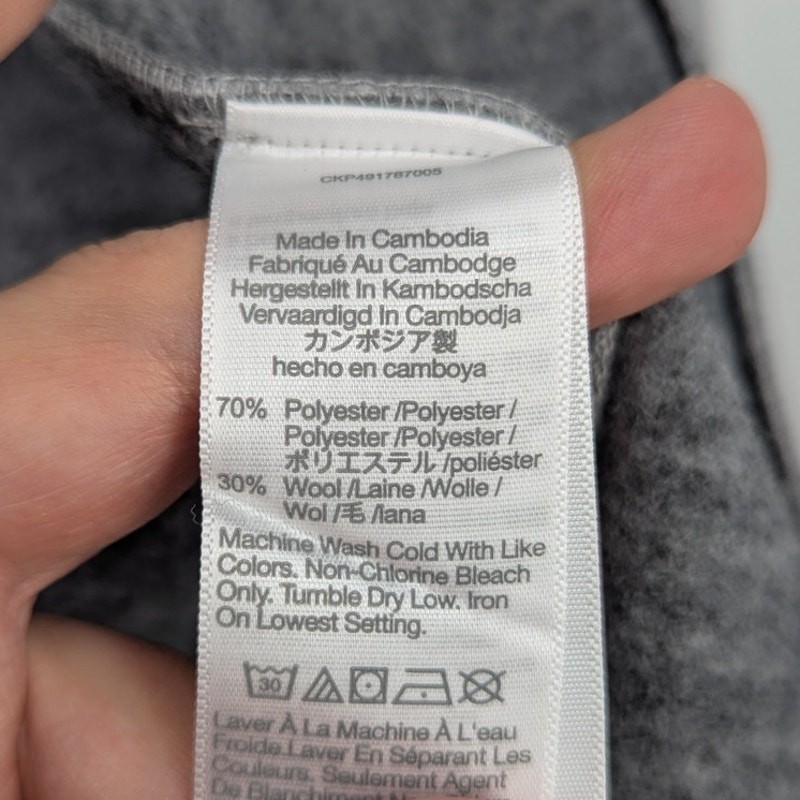 CKP491787005
Made In Cambodia
Fabriqué Au Cambodge
Hergestellt In Kambodscha
Vervaardigd In Cambodja
カンボジア製
hecho en camboya
70% Polyester /Polyester /
Polyester /Polyester /
ポリエステル /poliéster
30% Wool /Laine /Wolle /
Wol /毛 /lana
Machine Wash Cold With Like
Colors. Non-Chlorine Bleach
Only. Tumble Dry Low. Iron
On Lowest Setting.
30
Laver À La Machine À L'eau
Froide.Laver En Séparant Les
Couleurs. Seulement Agent
De Blanchiment